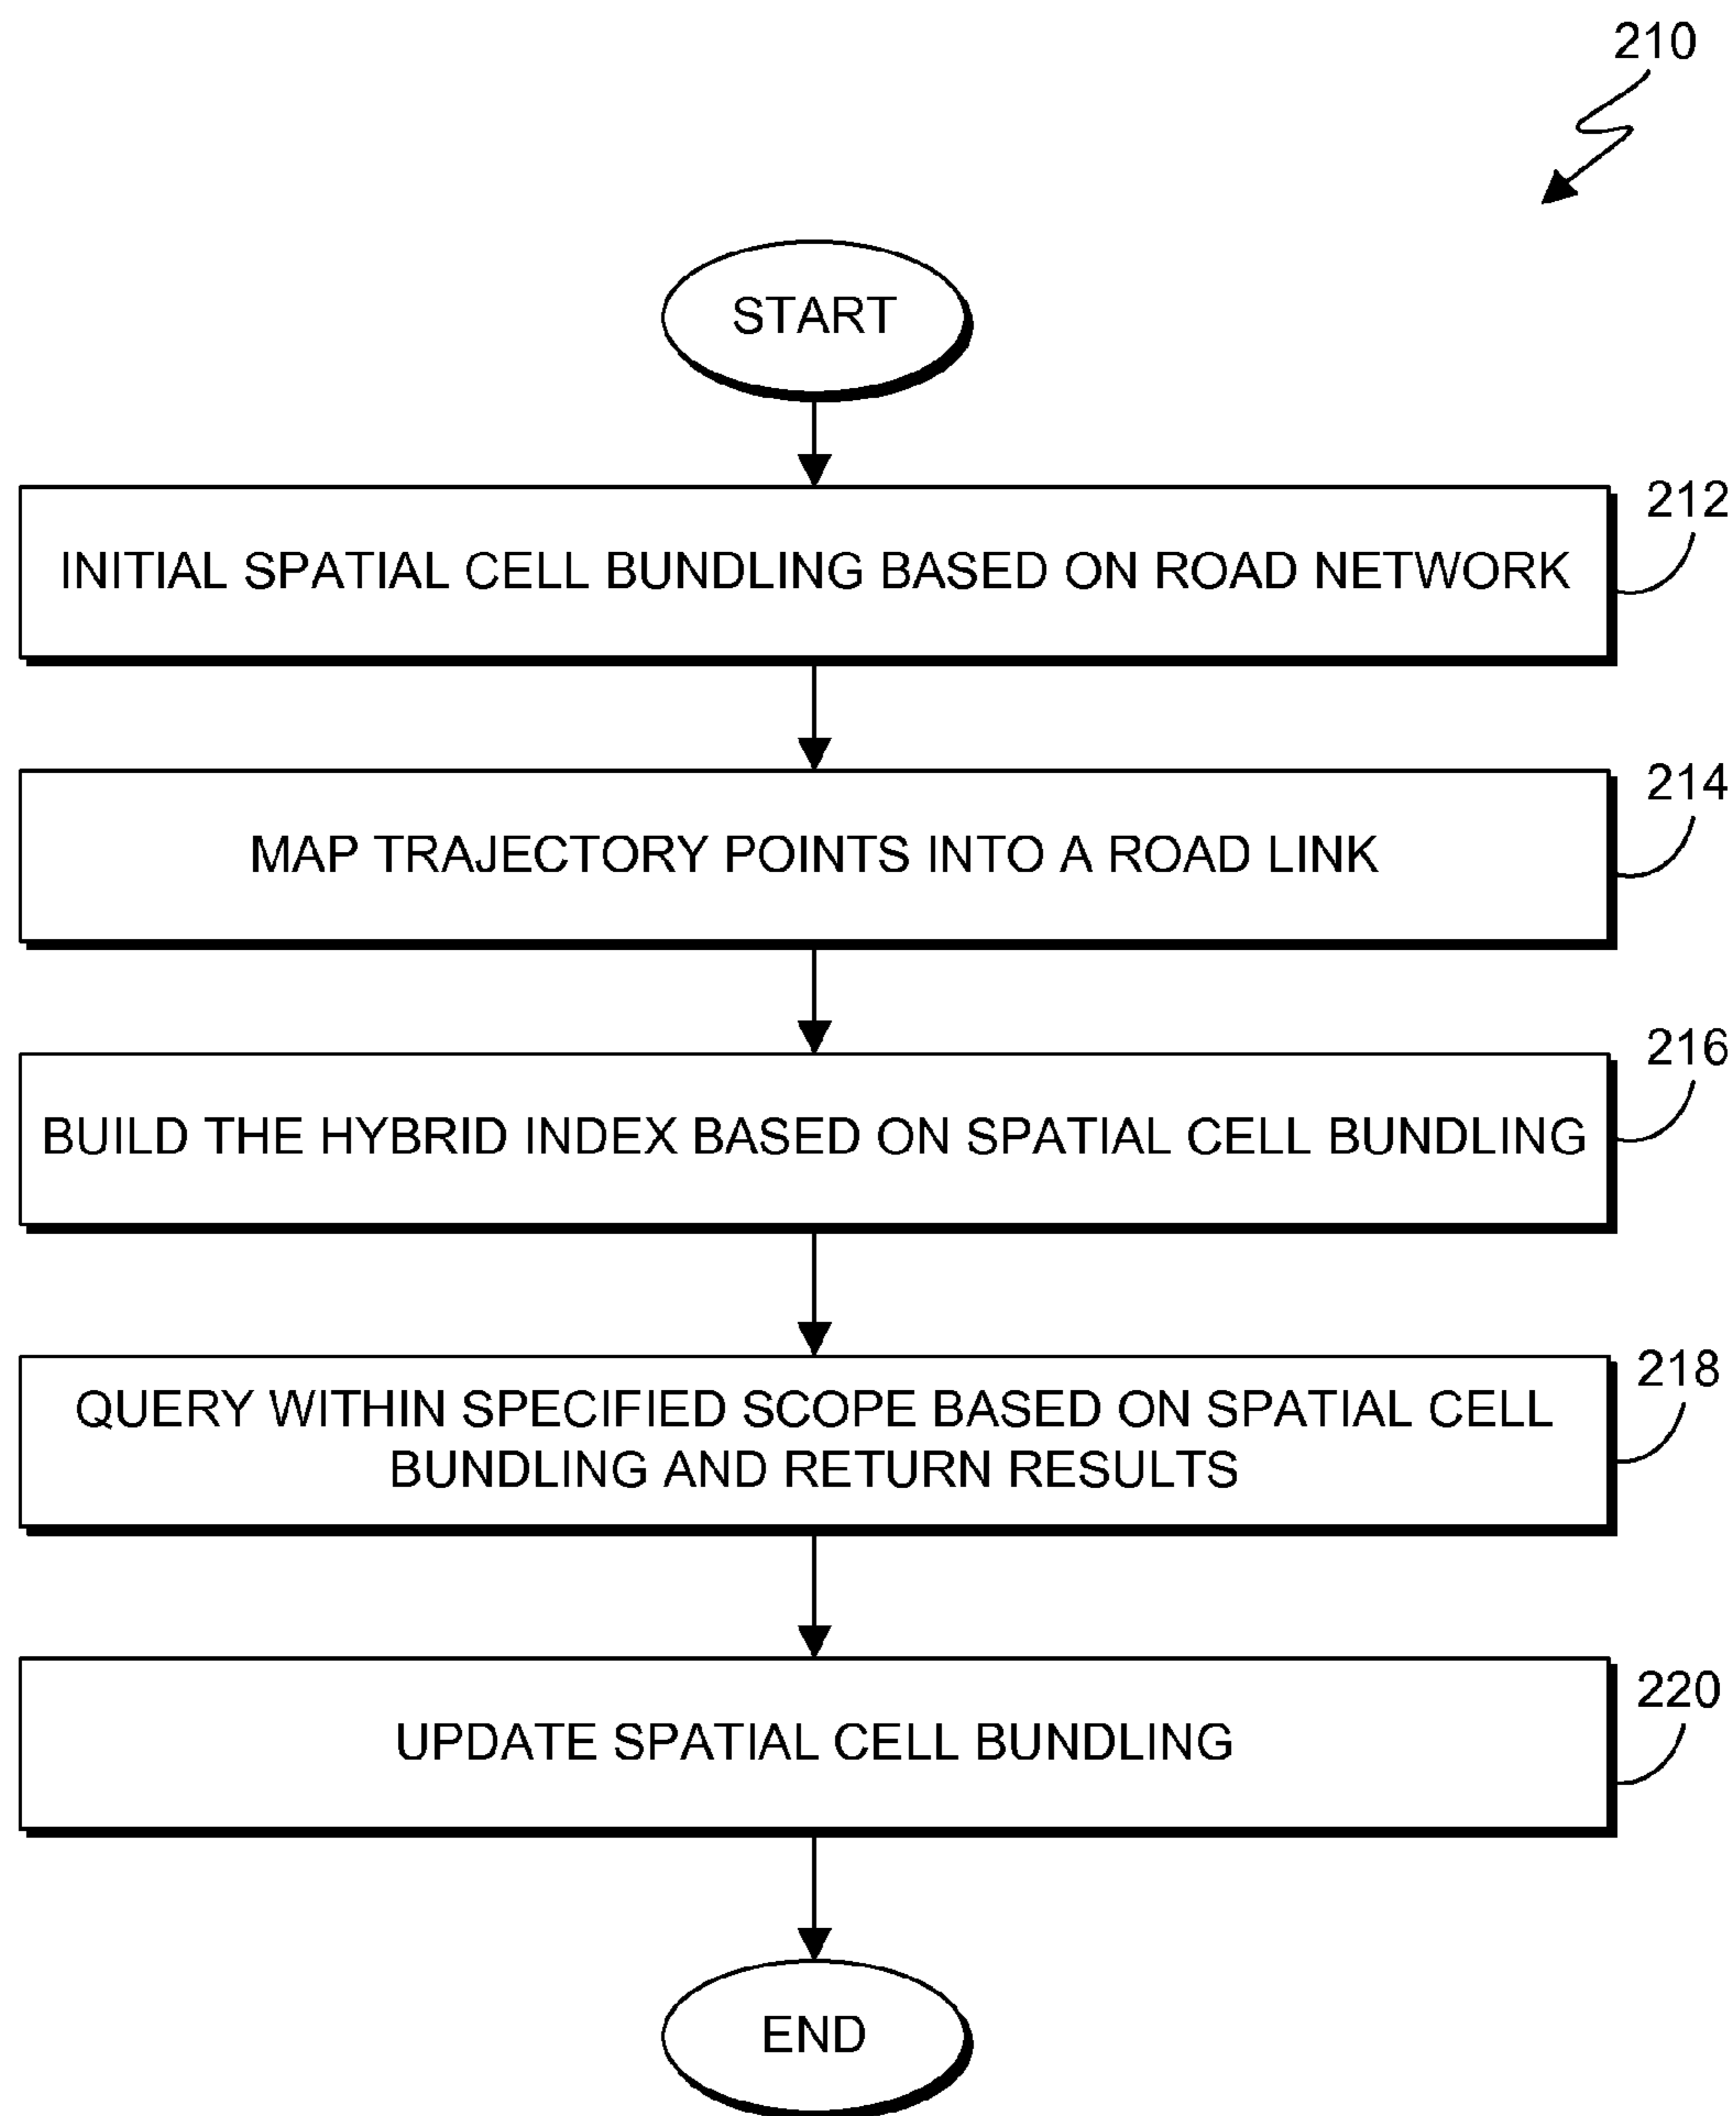 210
START
212
INITIAL SPATIAL CELL BUNDLING BASED ON ROAD NETWORK
214
MAP TRAJECTORY POINTS INTO A ROAD LINK
216
BUILD THE HYBRID INDEX BASED ON SPATIAL CELL BUNDLING
218
QUERY WITHIN SPECIFIED SCOPE BASED ON SPATIAL CELL
BUNDLING AND RETURN RESULTS
220
UPDATE SPATIAL CELL BUNDLING
END